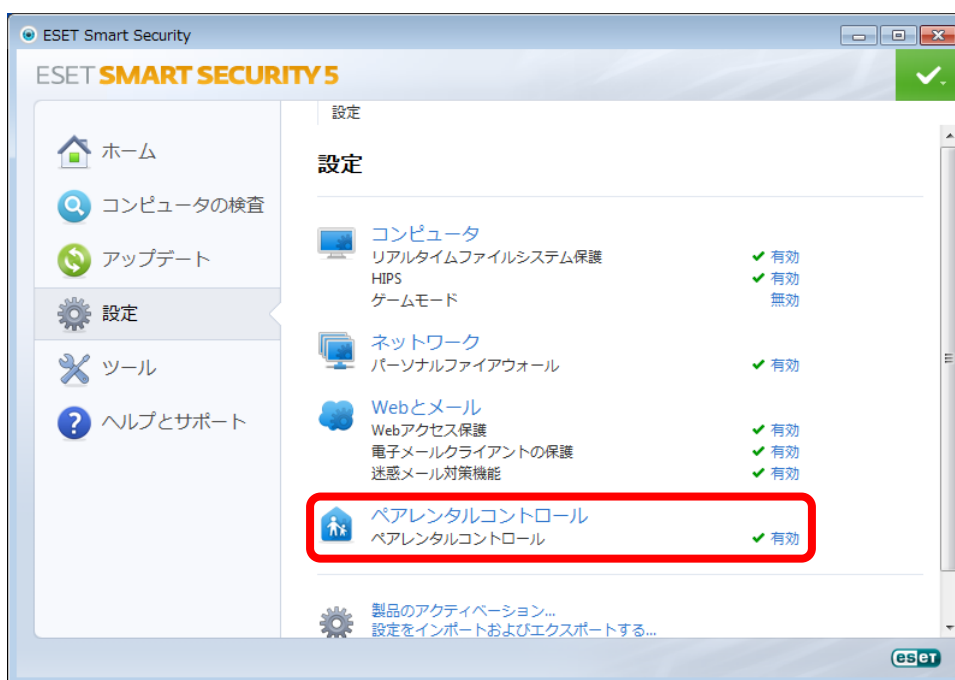 ESET Smart Security
ESET SMART SECURITY 5
設定
ホーム
コンピュータの検査
アップデート
設定
ツール
ヘルプとサポート
設定
コンピュータ
リアルタイムファイルシステム保護 有効
HIPS 有効
ゲームモード 無効
ネットワーク
パーソナルファイアウォール 有効
Webとメール
Webアクセス保護 有効
電子メールクライアントの保護 有効
迷惑メール対策機能 有効
ペアレンタルコントロール
ペアレンタルコントロール 有効
製品のアクティベーション...
設定をインポートおよびエクスポートする...
eseT